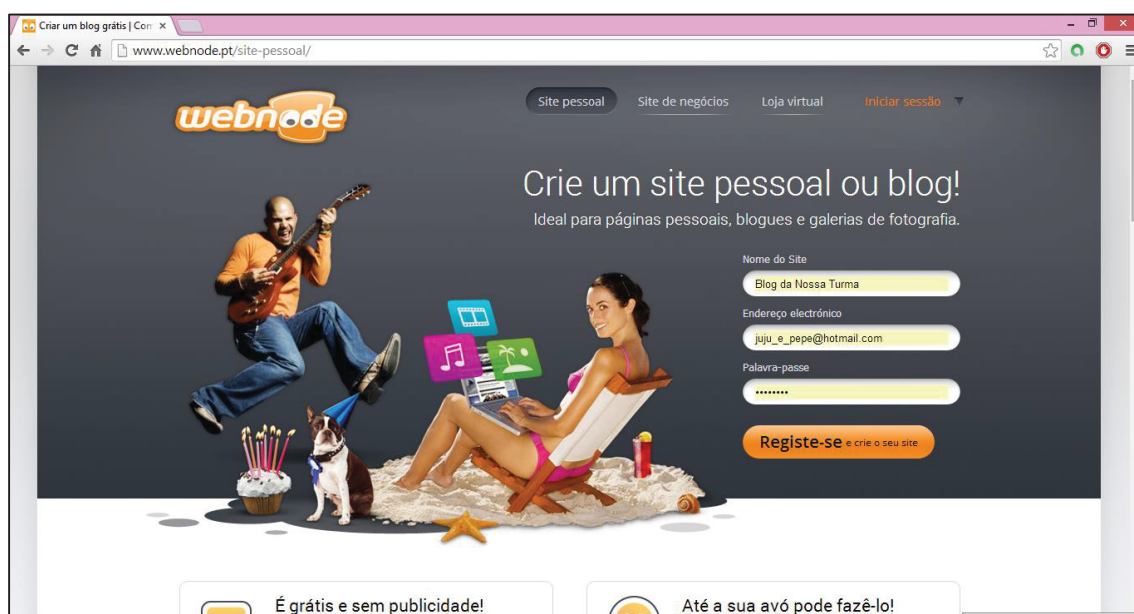 Criar um blog grátis | Com
www.webnode.pt/site-pessoal/
webnode
Site pessoal
Site de negócios
Loja virtual
Iniciar sessão
Crie um site pessoal ou blog!
Ideal para páginas pessoais, blogues e galerias de fotografia.
Nome do Site
Blog da Nossa Turma
Endereço electrónico
juju_e_pepe@hotmail.com
Palavra-passe
••••••••
Registe-se e crie o seu site
É grátis e sem publicidade!
Até a sua avó pode fazê-lo!